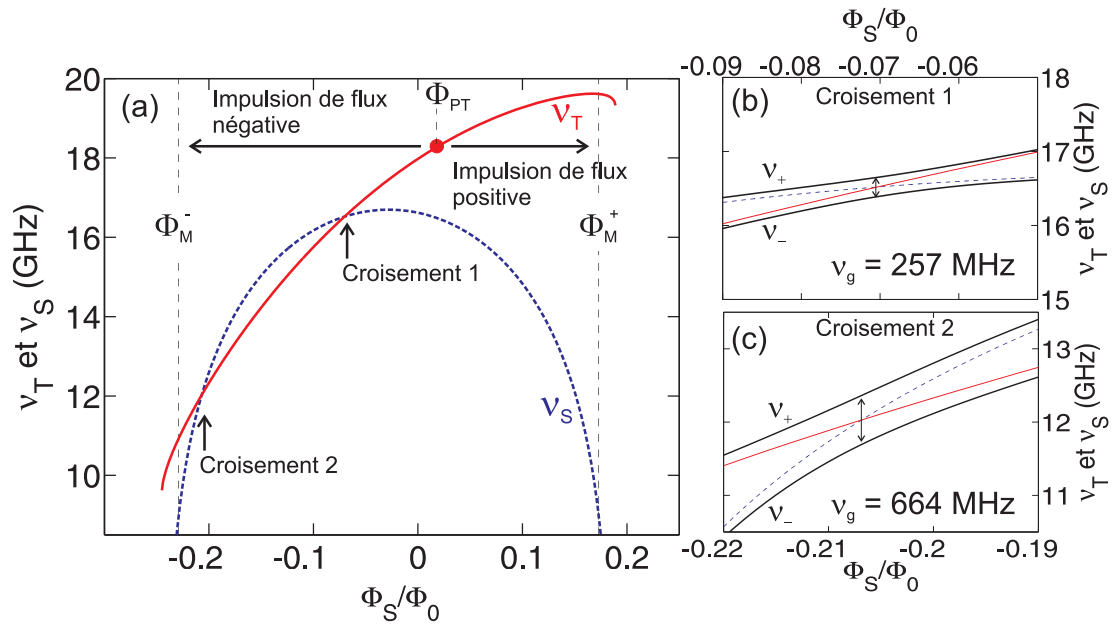 (a)
Impulsion de flux
négative
Φ_PT
ν_T
Impulsion de flux
positive
Φ_M^-
Φ_M^+
Croisement 1
Croisement 2
ν_S
ν_T et ν_S (GHz)
20
18
16
14
12
10
-0.2
-0.1
0
0.1
0.2
Φ_S/Φ_0
Φ_S/Φ_0
-0.09
-0.08
-0.07
-0.06
(b)
Croisement 1
ν_+
ν_-
ν_g = 257 MHz
18
17
16
15
ν_T et ν_S (GHz)
(c)
Croisement 2
ν_+
ν_-
ν_g = 664 MHz
13
12
11
ν_T et ν_S (GHz)
-0.22
-0.21
-0.2
-0.19
Φ_S/Φ_0